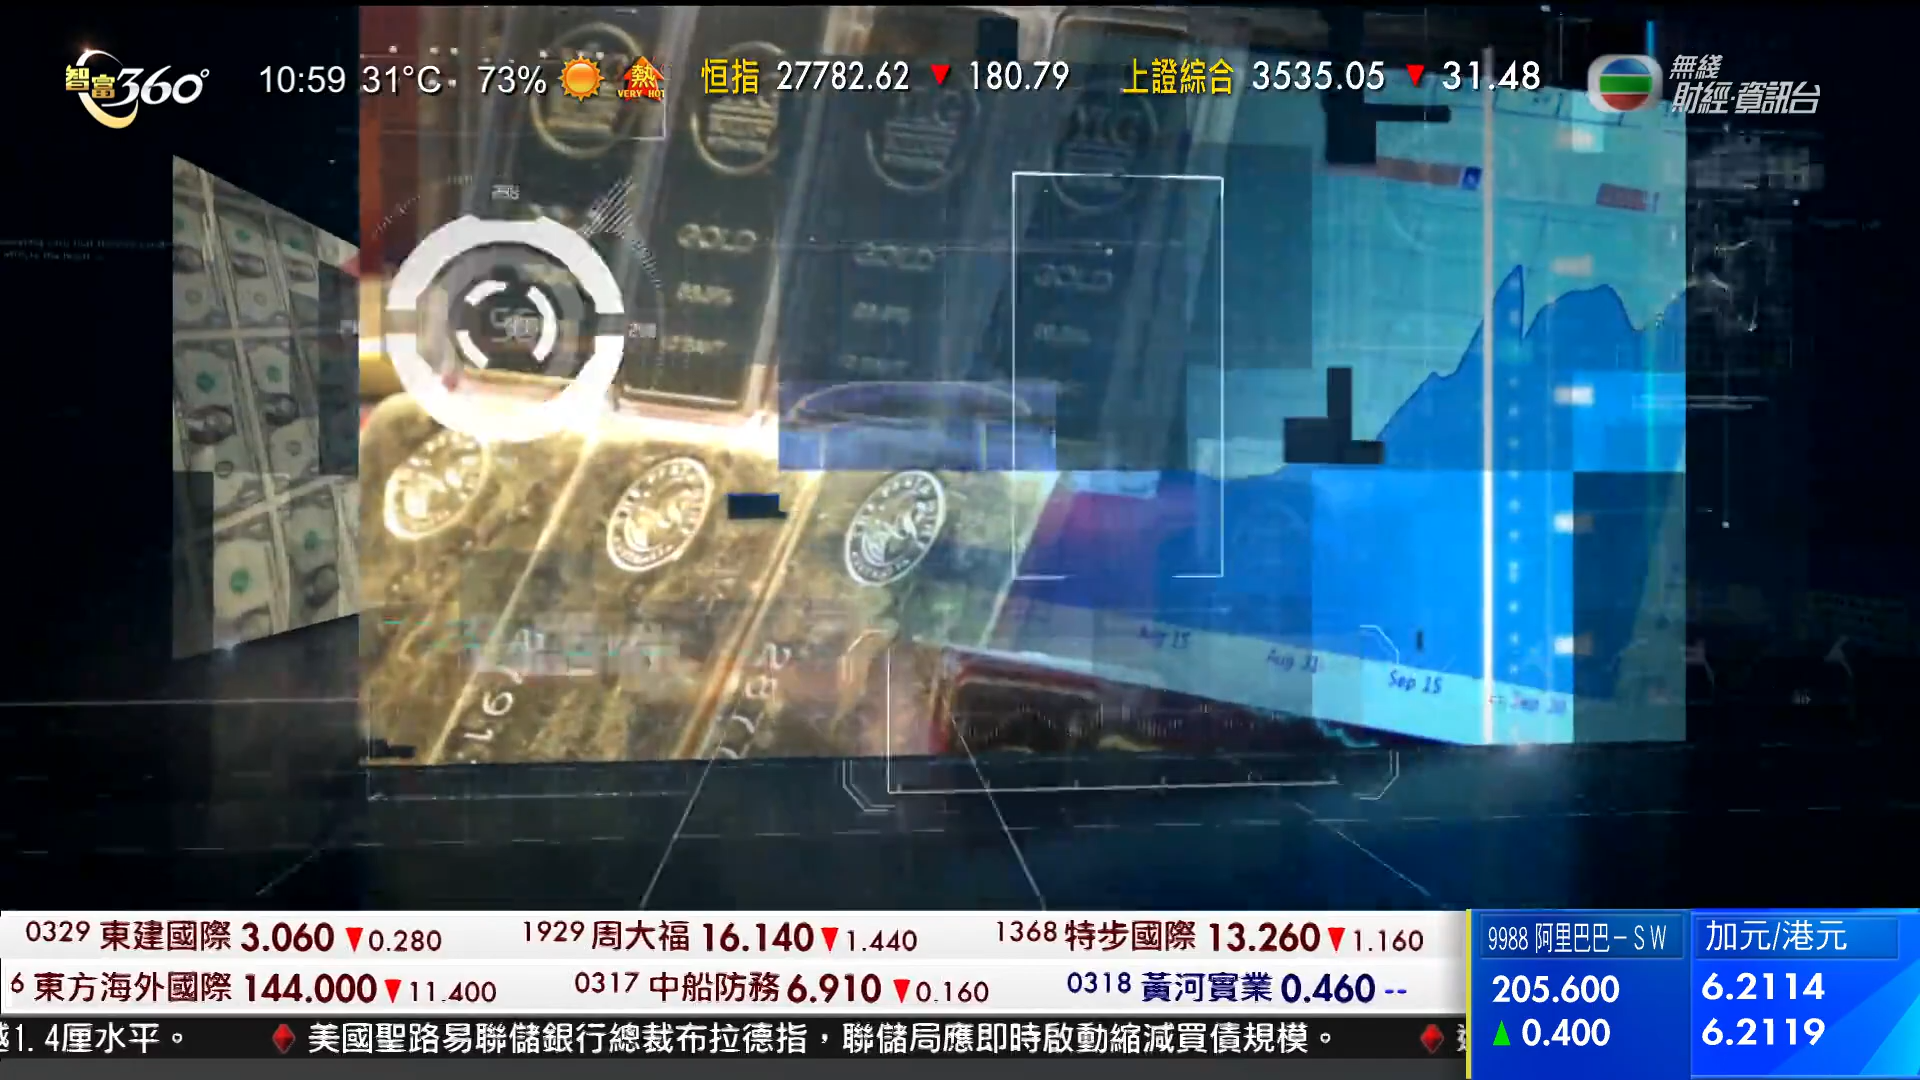 智富360°
10:59 31°C 73% 熱 VERY HOT 恒指 27782.62 ▼ 180.79 上證綜合 3535.05 ▼ 31.48
無綫
財經·資訊台
GOLD
GOLD
GOLD
Aug 15
Aug 31
Sep 15
0329 東建國際 3.060 ▼ 0.280 1929 周大福 16.140 ▼ 1.440 1368 特步國際 13.260 ▼ 1.160
6 東方海外國際 144.000 ▼ 11.400 0317 中船防務 6.910 ▼ 0.160 0318 黃河實業 0.460 --
1.4厘水平。 ◆ 美國聖路易聯儲銀行總裁布拉德指，聯儲局應即時啟動縮減買債規模。 ◆
9988 阿里巴巴－ＳＷ
205.600
▲ 0.400
加元/港元
6.2114
6.2119